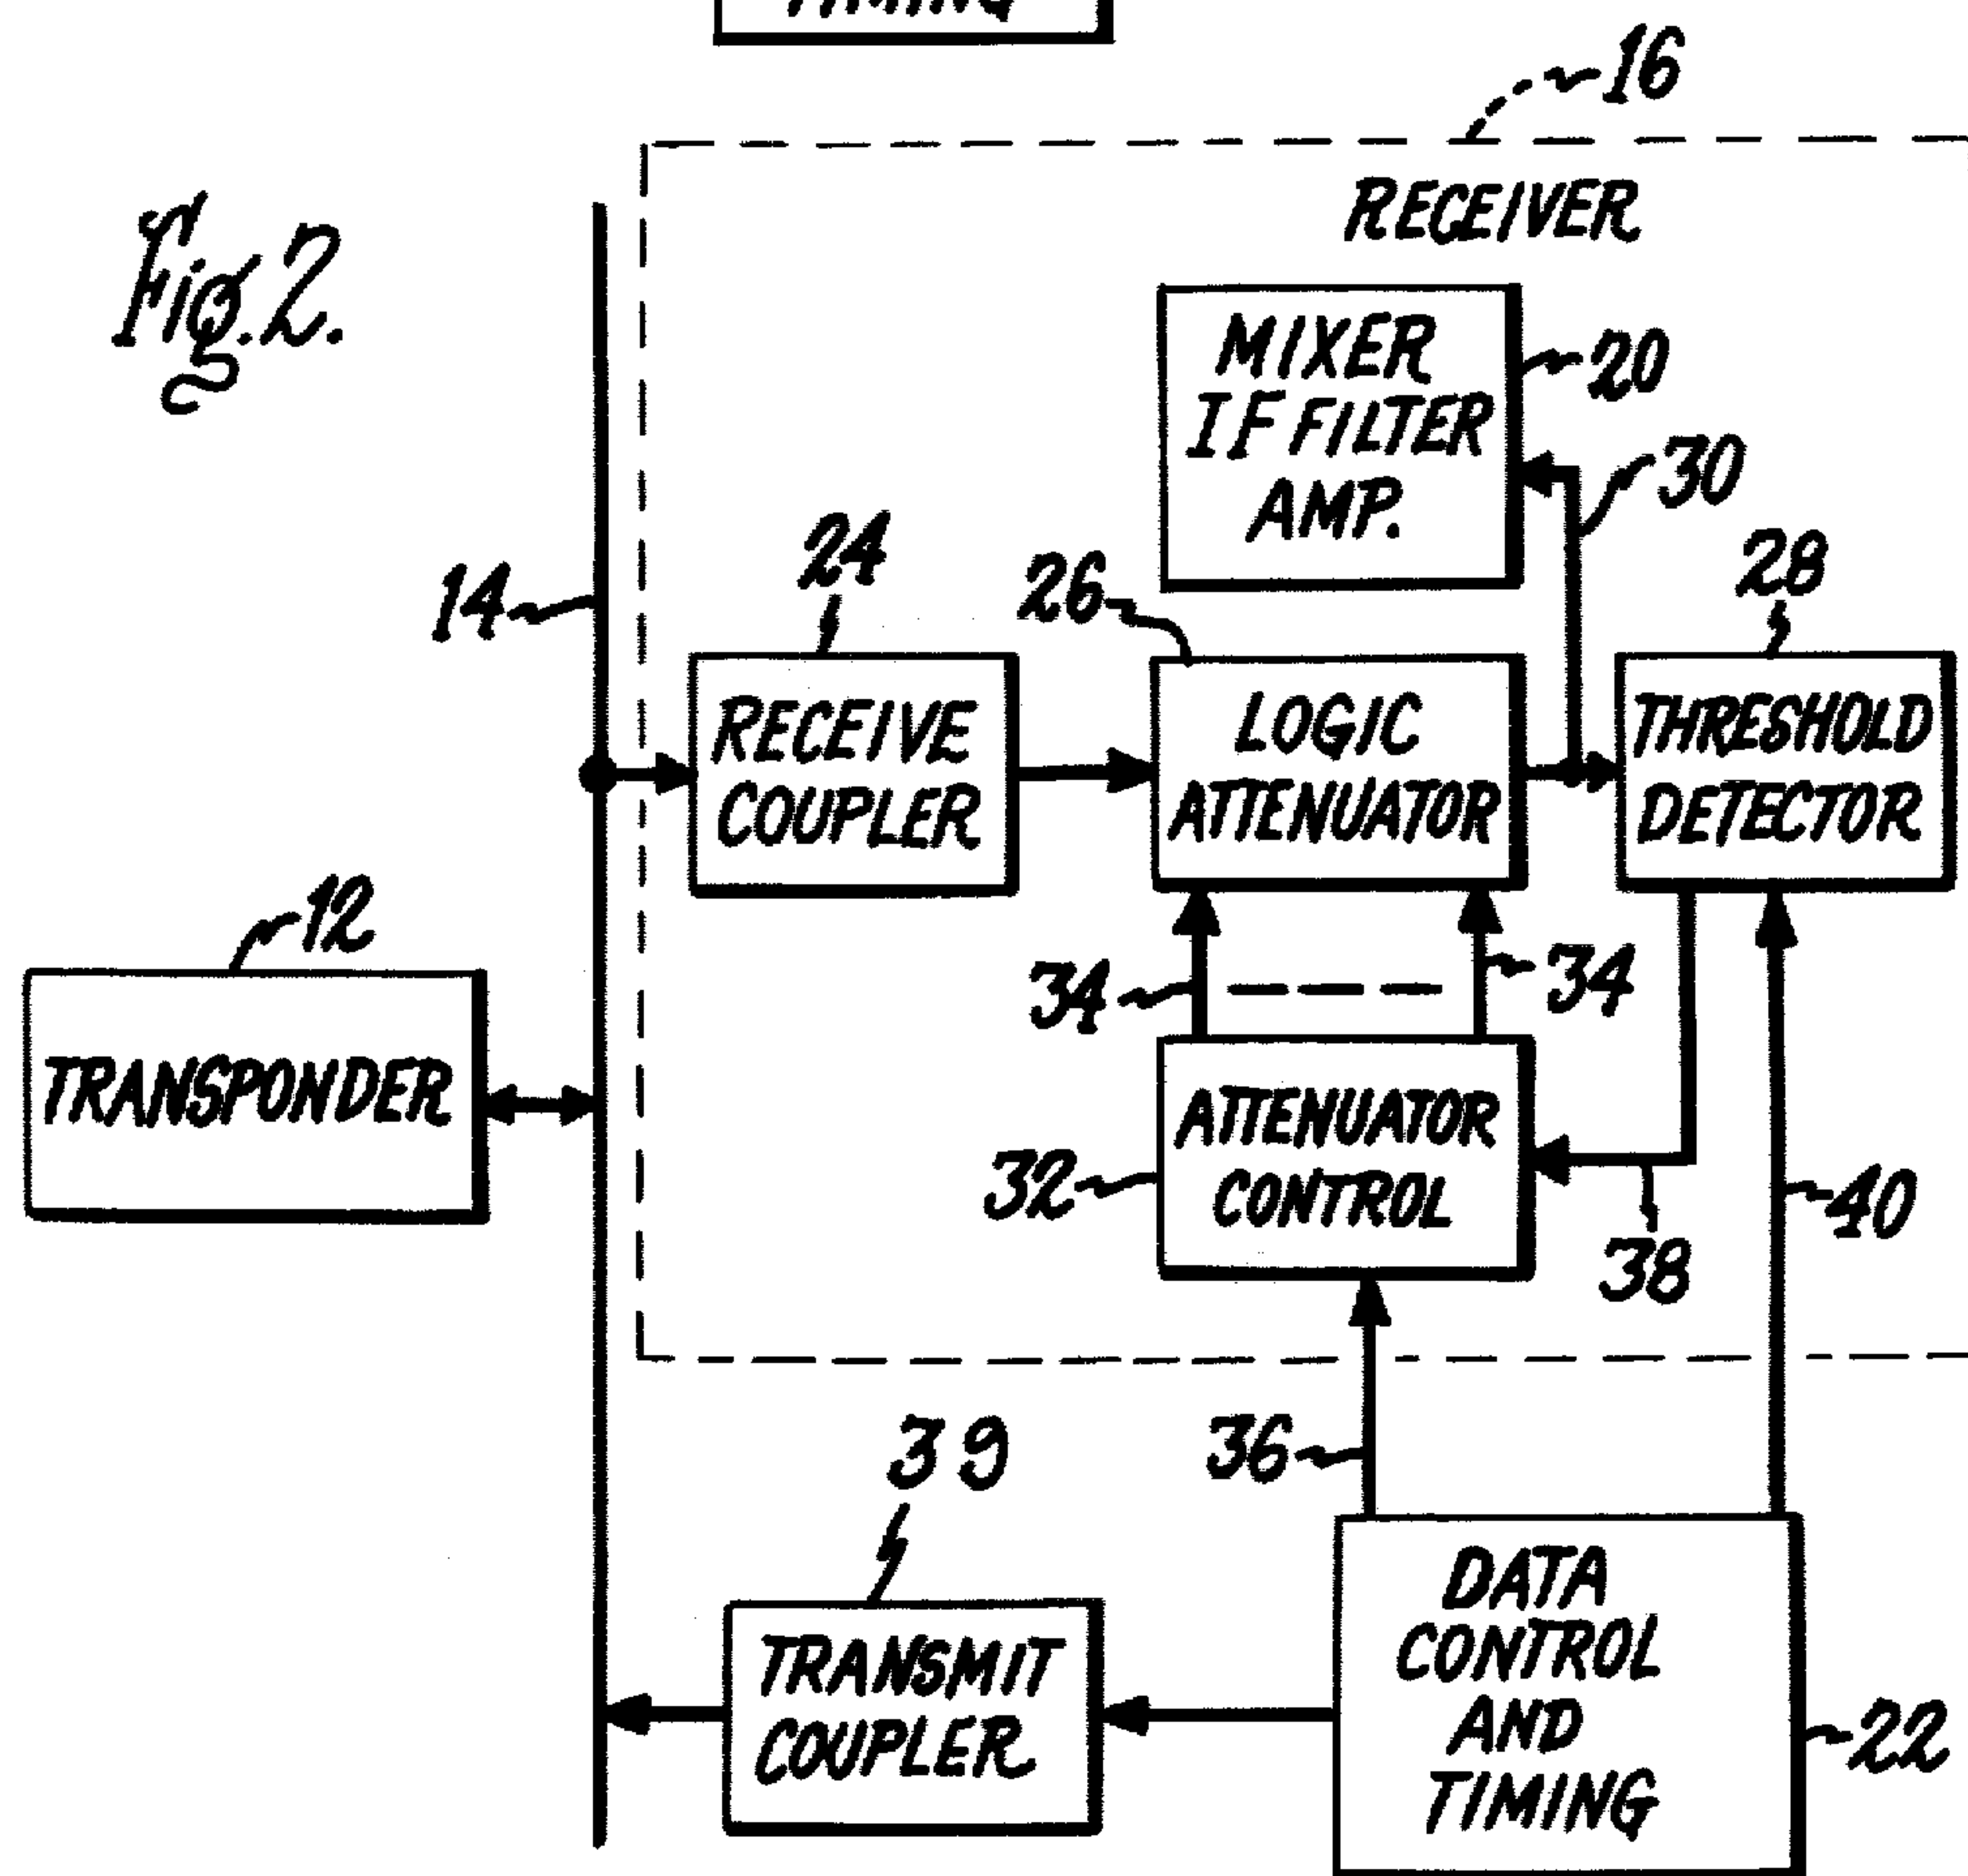 TIMING
16
RECEIVER
Fig. 2.
MIXER
IF FILTER
AMP.
20
30
24
26
28
14
RECEIVE
COUPLER
LOGIC
ATTENUATOR
THRESHOLD
DETECTOR
12
34
34
TRANSPONDER
ATTENUATOR
CONTROL
32
38
40
39
36
TRANSMIT
COUPLER
DATA
CONTROL
AND
TIMING
22